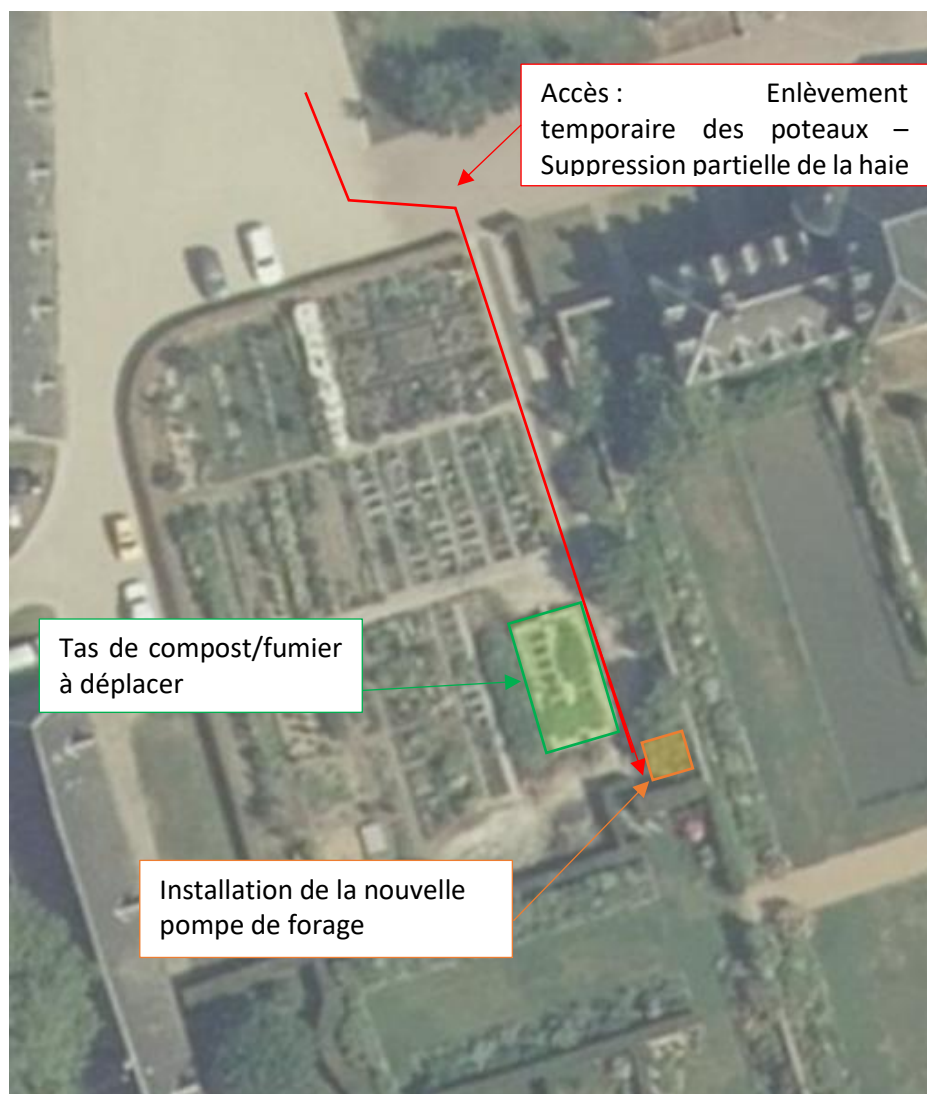 Accès : Enlèvement
temporaire des poteaux –
Suppression partielle de la haie
Tas de compost/fumier
à déplacer
Installation de la nouvelle
pompe de forage